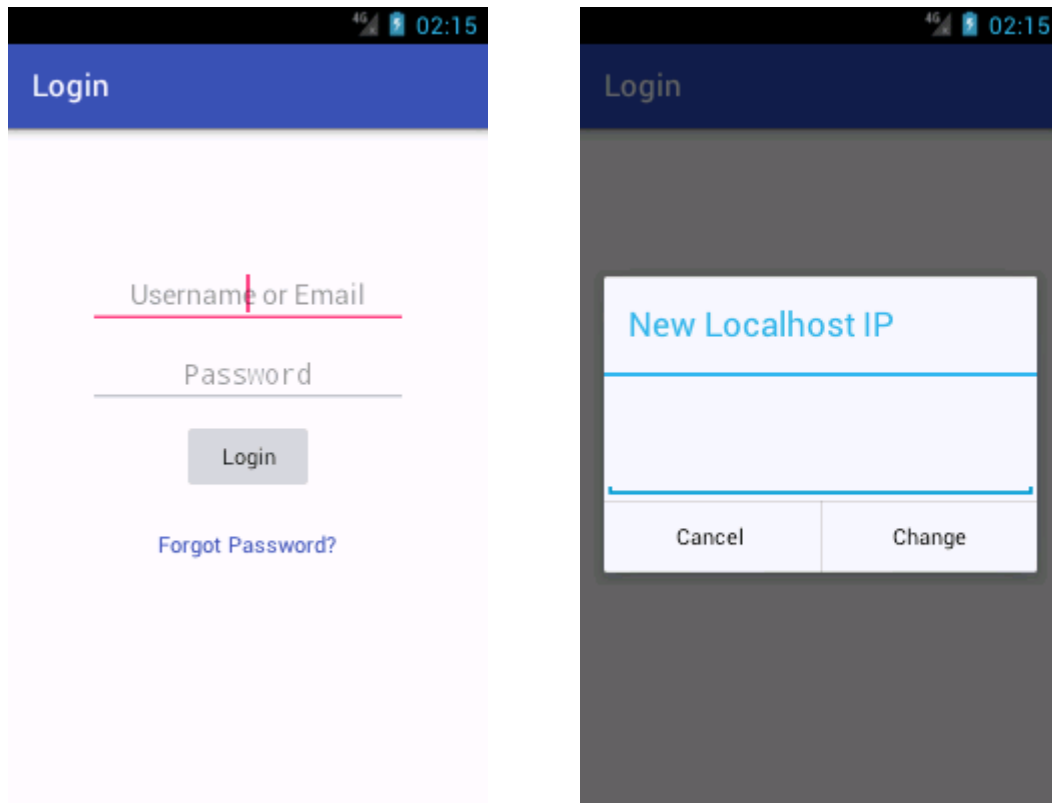 4G 02:15
Login
Username or Email
Password
Login
Forgot Password?
4G 02:15
Login
New Localhost IP
Cancel Change